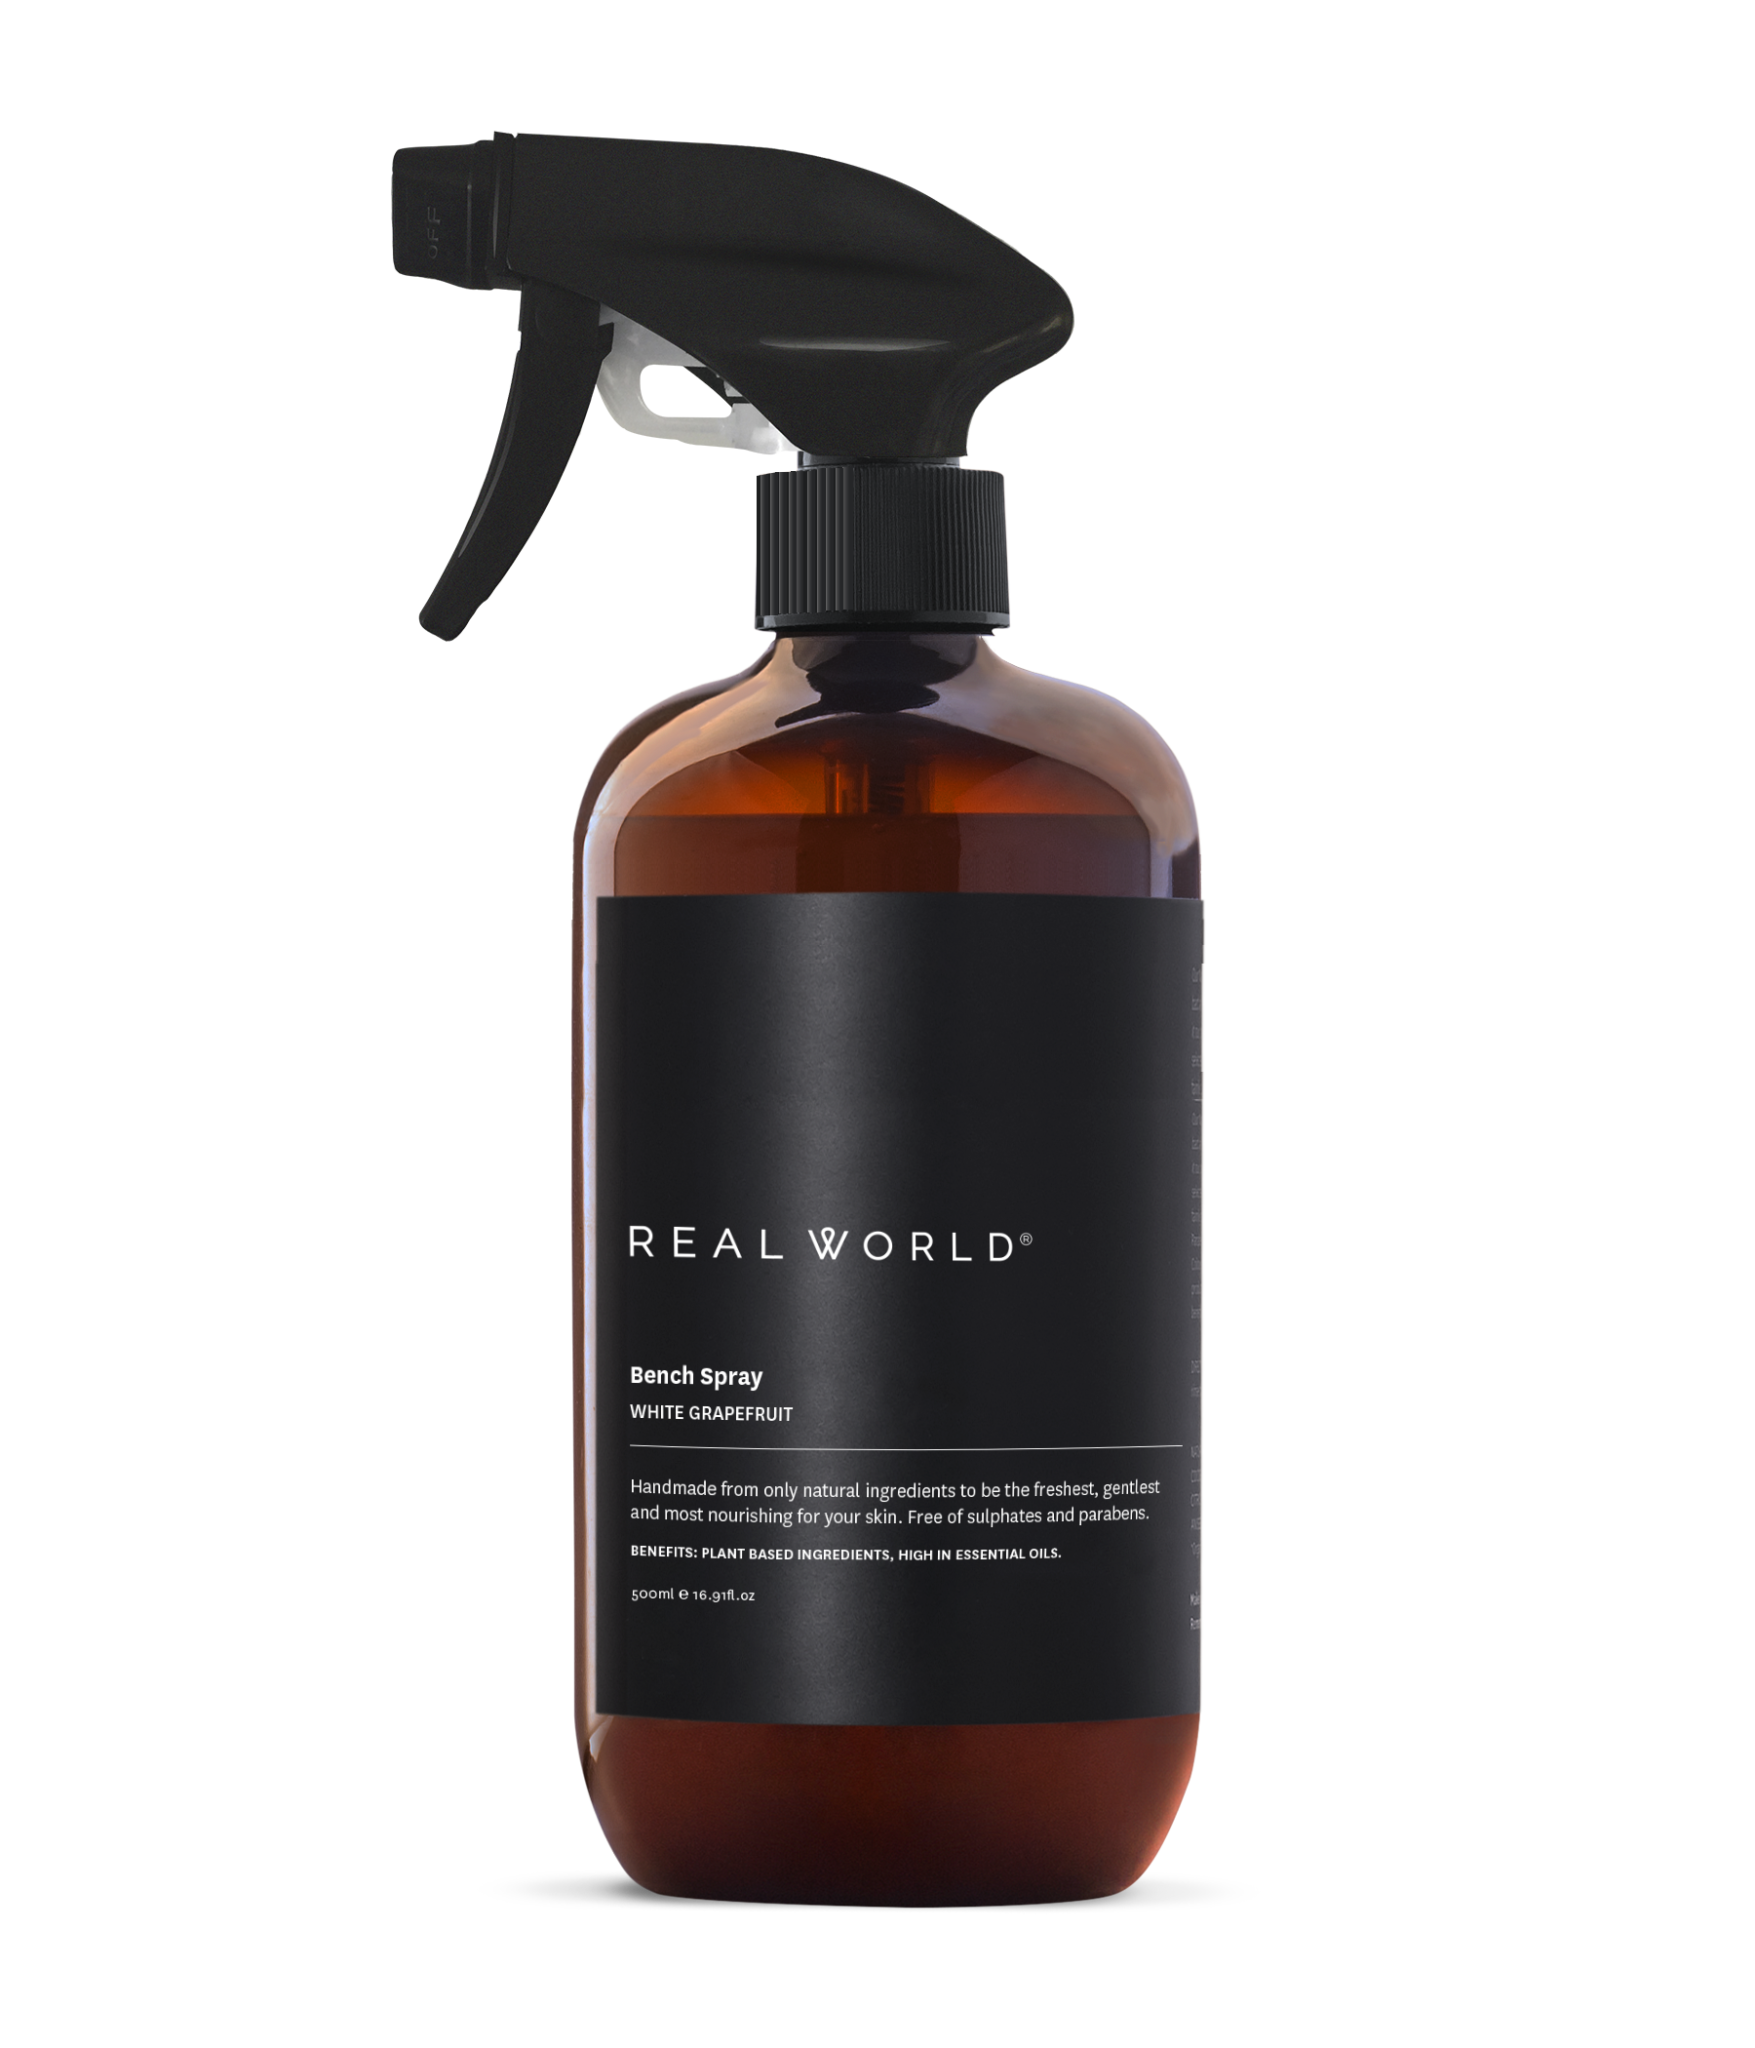 OFF
REAL WORLD®
Bench Spray
WHITE GRAPEFRUIT
Handmade from only natural ingredients to be the freshest, gentlest
and most nourishing for your skin. Free of sulphates and parabens.
BENEFITS: PLANT BASED INGREDIENTS, HIGH IN ESSENTIAL OILS.
500ml ℮ 16.91fl.oz